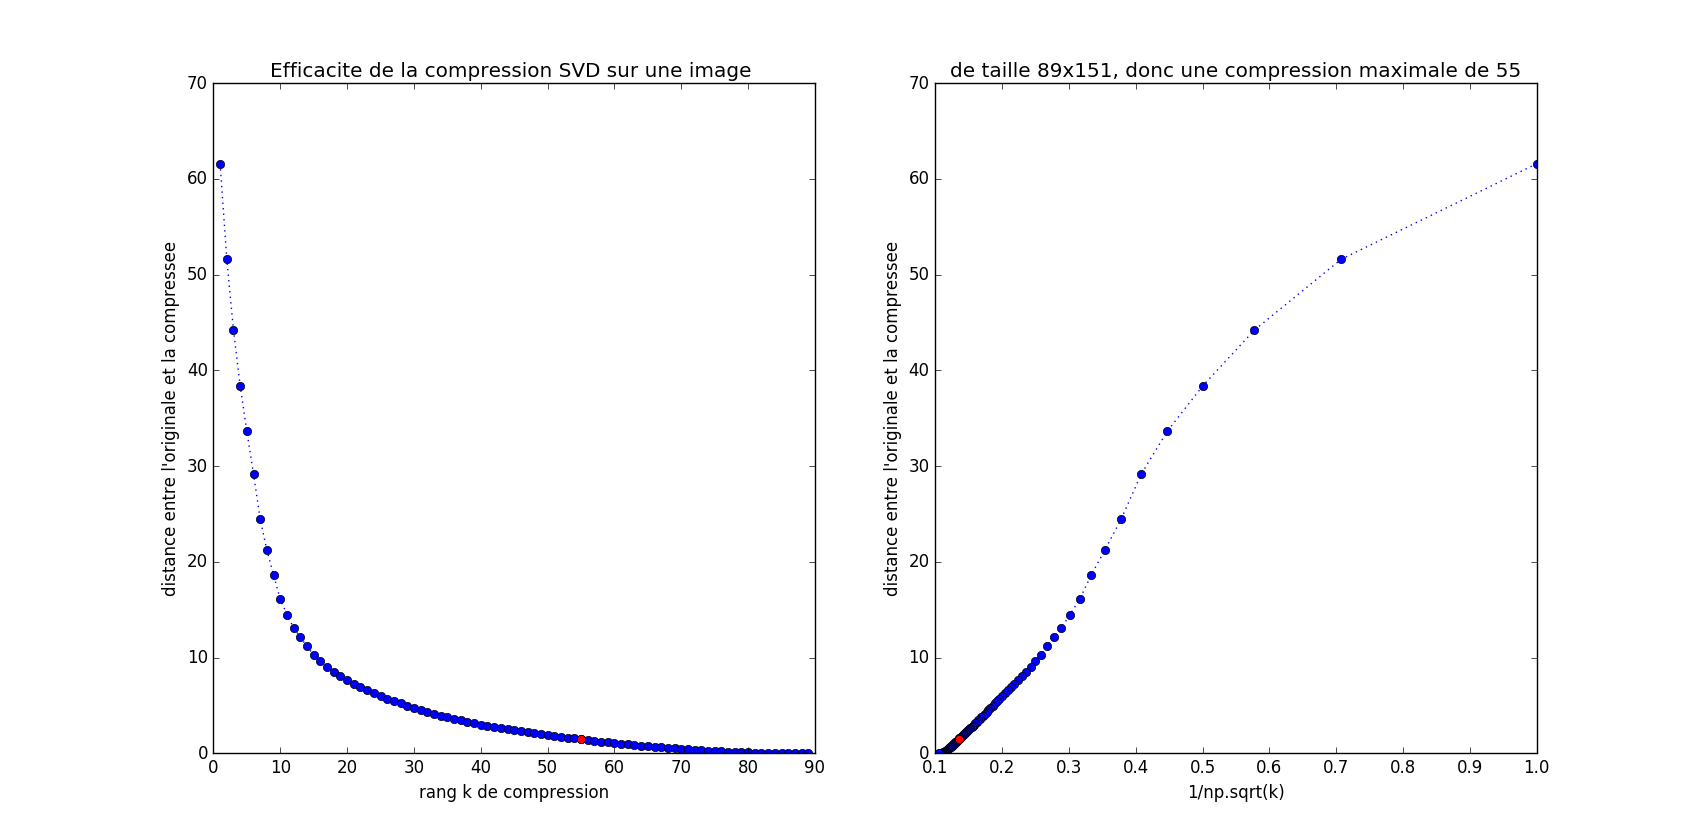 Efficacite de la compression SVD sur une image
70
60
50
40
30
20
10
0
distance entre l'originale et la compressee
0 10 20 30 40 50 60 70 80 90
rang k de compression
de taille 89x151, donc une compression maximale de 55
70
60
50
40
30
20
10
0
distance entre l'originale et la compressee
0.1 0.2 0.3 0.4 0.5 0.6 0.7 0.8 0.9 1.0
1/np.sqrt(k)